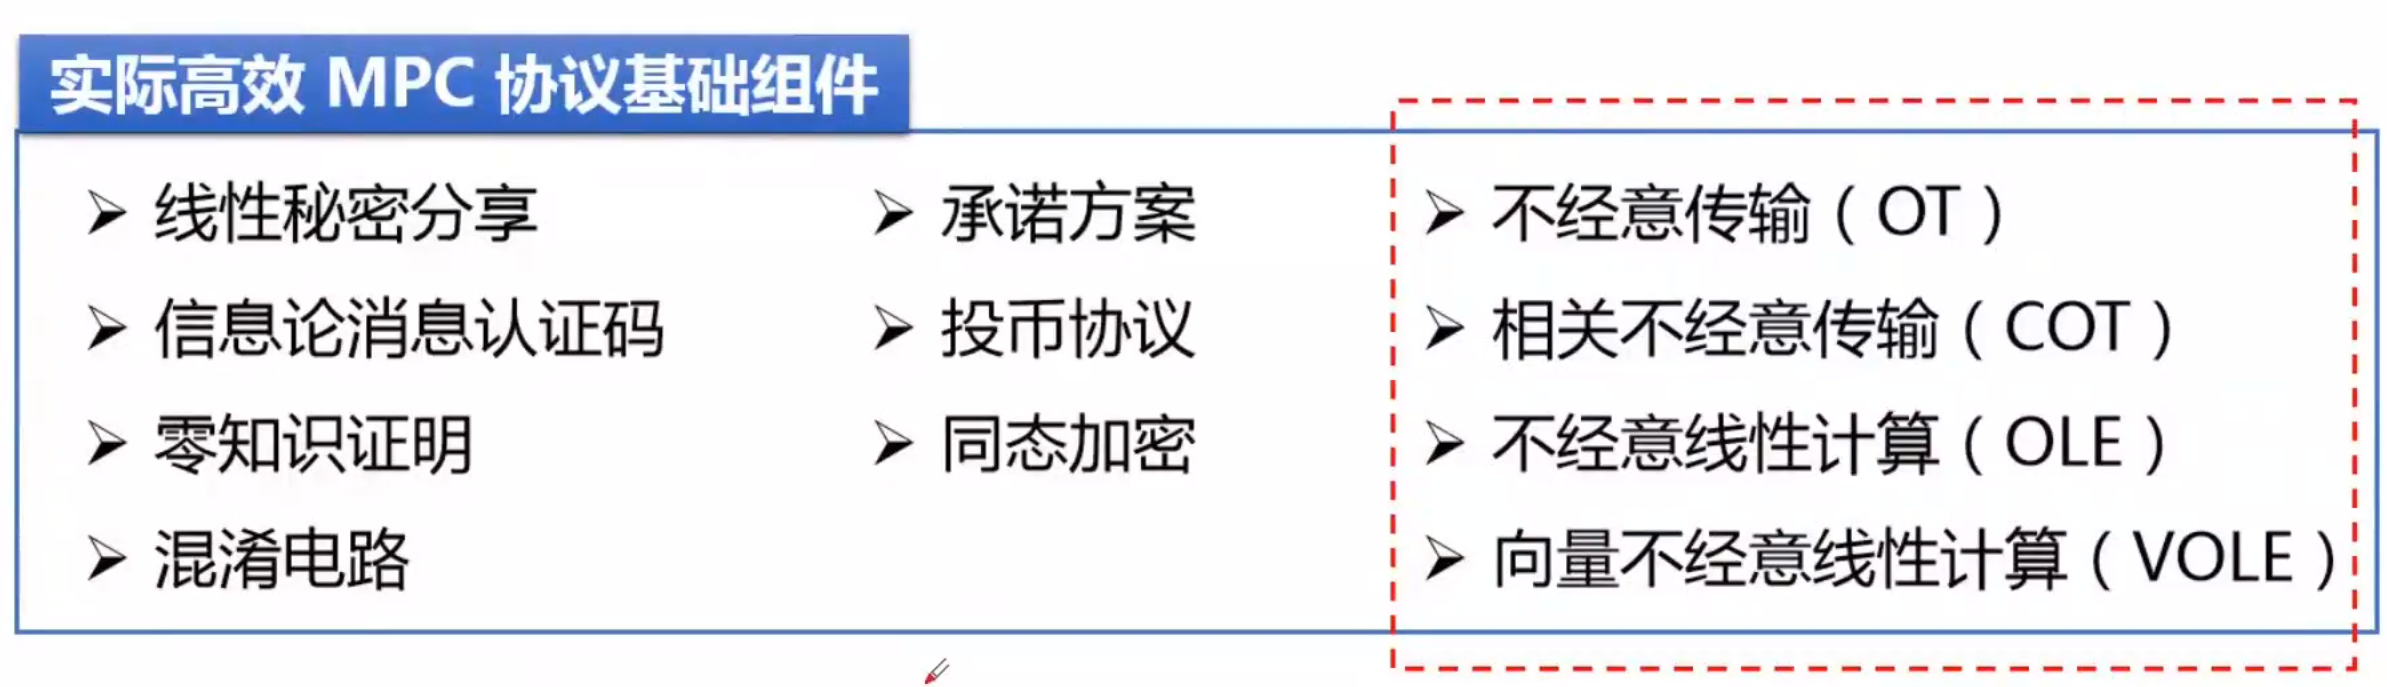 实际高效 MPC 协议基础组件
线性秘密分享
信息论消息认证码
零知识证明
混淆电路
承诺方案
投币协议
同态加密
不经意传输（OT）
相关不经意传输（COT）
不经意线性计算（OLE）
向量不经意线性计算（VOLE）